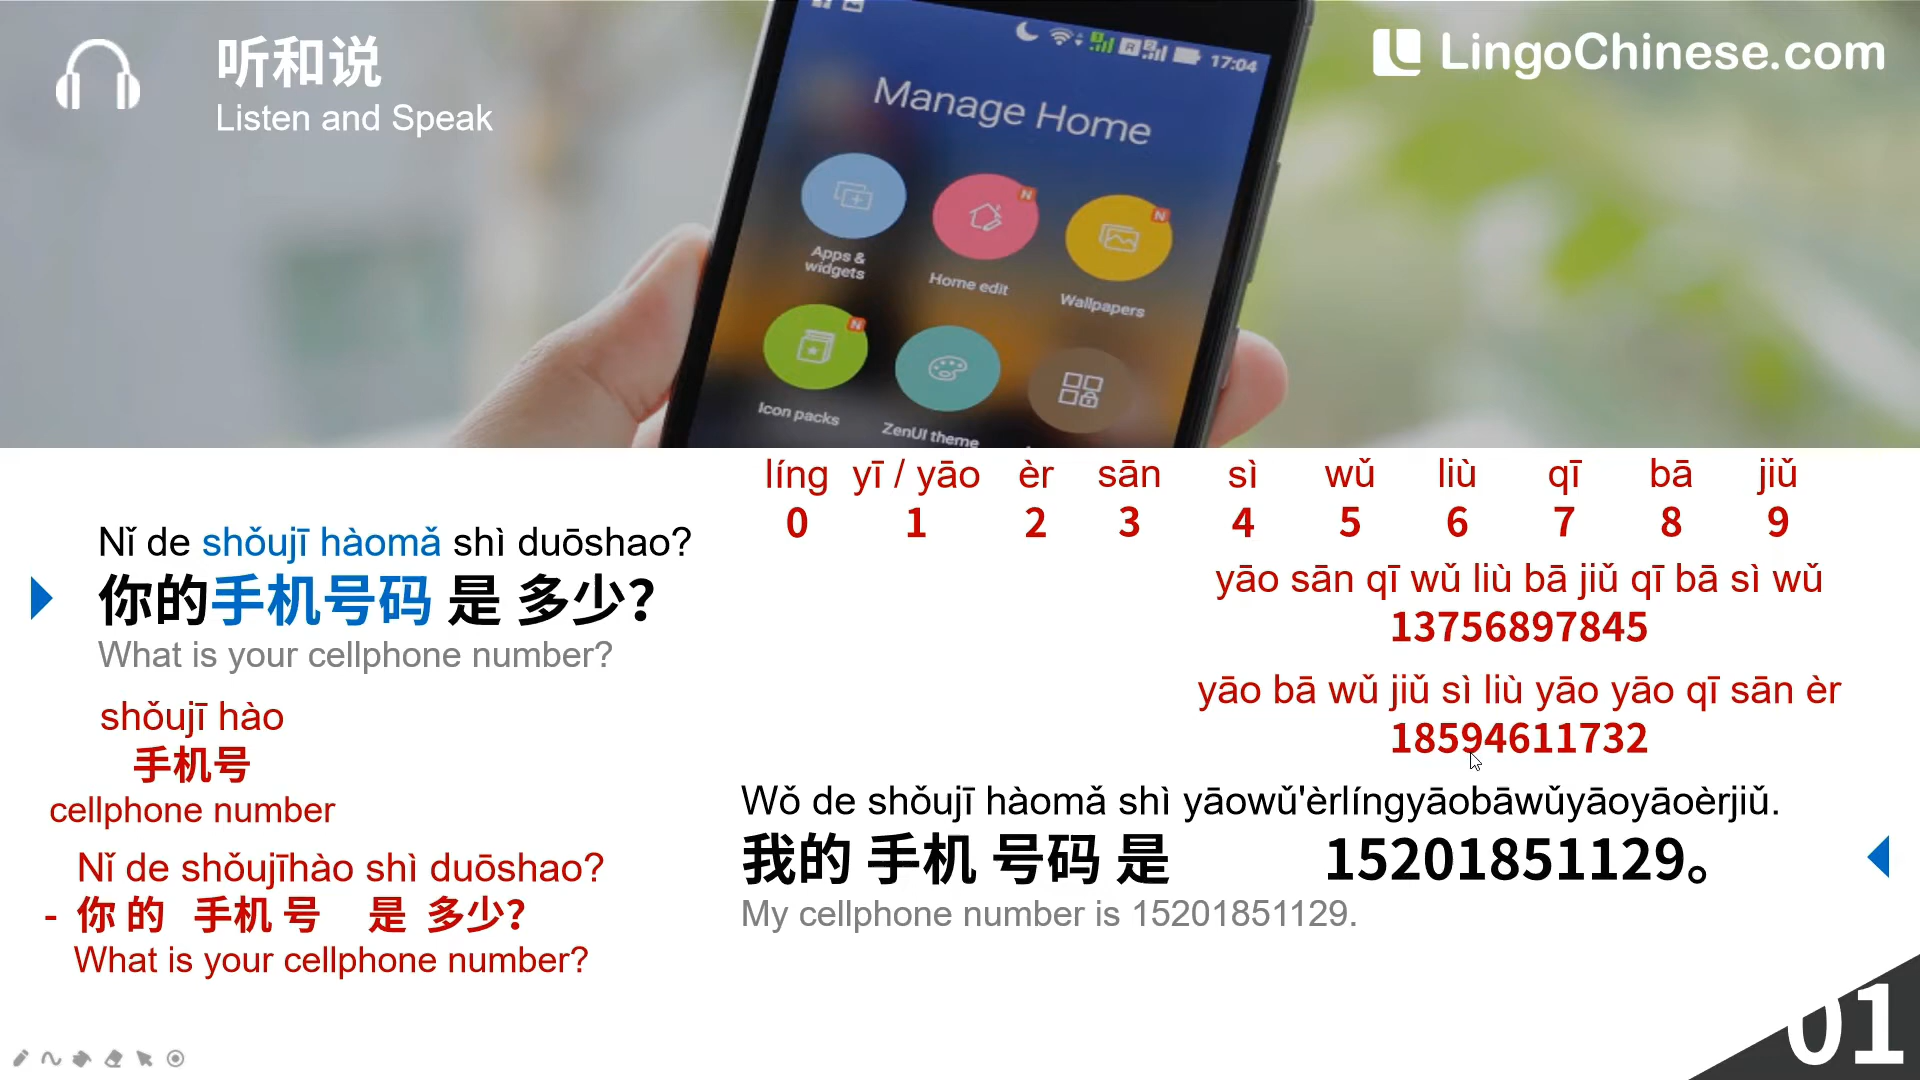 听和说
Listen and Speak
LingoChinese.com
17:04
Manage Home
Apps &
widgets
Home edit
Wallpapers
Icon packs
ZenUI theme
líng yī / yāo èr sān sì wǔ liù qī bā jiǔ
0 1 2 3 4 5 6 7 8 9
Nǐ de shǒujī hàomǎ shì duōshao?
你的手机号码 是 多少?
What is your cellphone number?
yāo sān qī wǔ liù bā jiǔ qī bā sì wǔ
13756897845
yāo bā wǔ jiǔ sì liù yāo yāo qī sān èr
18594611732
shǒujī hào
手机号
cellphone number
Nǐ de shǒujīhào shì duōshao?
- 你 的 手机 号 是 多少?
What is your cellphone number?
Wǒ de shǒujī hàomǎ shì yāowǔ'èrlíngyāobāwǔyāoyāoèrjiǔ.
我的 手机 号码 是 15201851129。
My cellphone number is 15201851129.
01